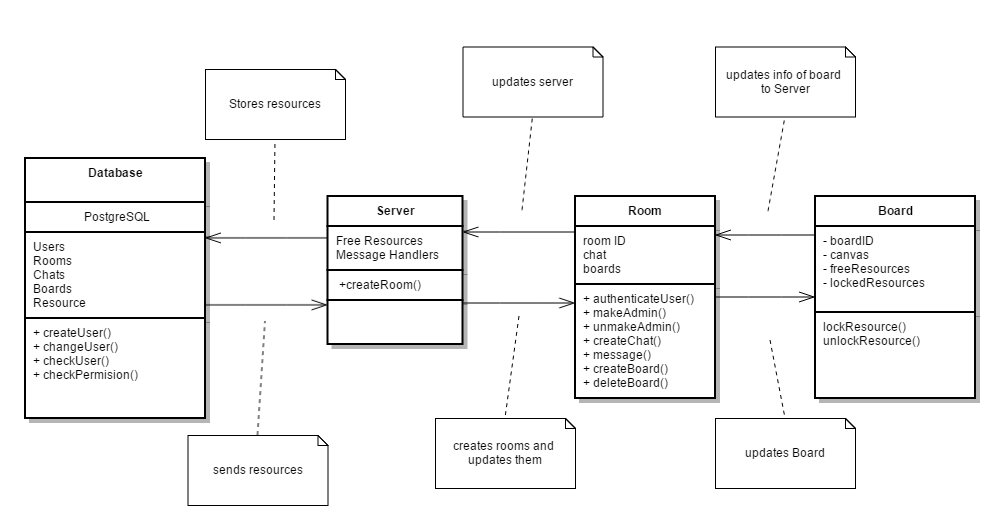 Stores resources
updates server
updates info of board
to Server
Database
PostgreSQL
Users
Rooms
Chats
Boards
Resource
+ createUser()
+ changeUser()
+ checkUser()
+ checkPermision()
Server
Free Resources
Message Handlers
+createRoom()
Room
room ID
chat
boards
+ authenticateUser()
+ makeAdmin()
+ unmakeAdmin()
+ createChat()
+ message()
+ createBoard()
+ deleteBoard()
Board
- boardID
- canvas
- freeResources
- lockedResources
lockResource()
unlockResource()
sends resources
creates rooms and
updates them
updates Board